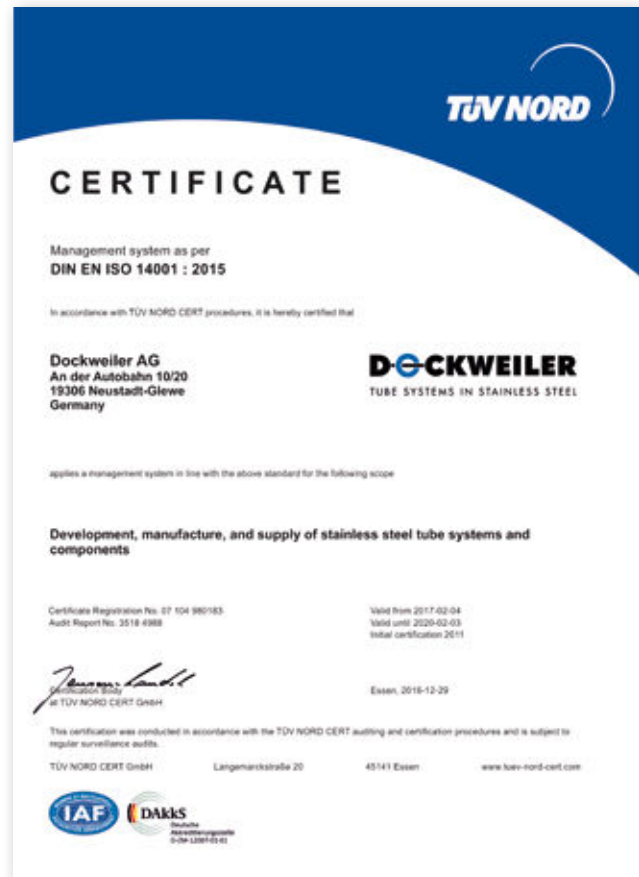 TÜV NORD
CERTIFICATE
Management system as per
DIN EN ISO 14001 : 2015
In accordance with TÜV NORD CERT procedures, it is hereby certified that
Dockweiler AG
An der Autobahn 10/20
19306 Neustadt-Glewe
Germany
DOCKWEILER
TUBE SYSTEMS IN STAINLESS STEEL
applies a management system in line with the above standard for the following scope
Development, manufacture, and supply of stainless steel tube systems and
components
Certificate Registration No. 07 104 980183
Audit Report No. 3518 4988
Valid from 2017-02-04
Valid until 2020-02-03
Initial certification 2011
Certification Body
at TÜV NORD CERT GmbH
Essen, 2016-12-29
This certification was conducted in accordance with the TÜV NORD CERT auditing and certification procedures and is subject to
regular surveillance audits.
TÜV NORD CERT GmbH Langemarckstraße 20 45141 Essen www.tuev-nord-cert.com
IAF
DAkkS
Deutsche
Akkreditierungsstelle